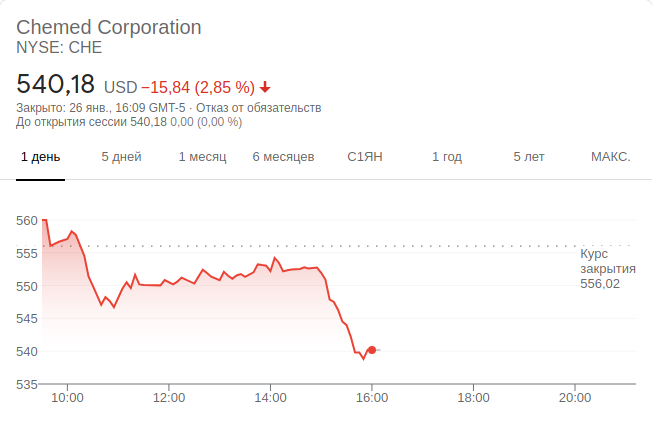 Chemed Corporation
NYSE: CHE
540,18 USD −15,84 (2,85 %)
Закрыто: 26 янв., 16:09 GMT-5 · Отказ от обязательств
До открытия сессии 540,18 0,00 (0,00 %)
1 день 5 дней 1 месяц 6 месяцев С1ЯН 1 год 5 лет МАКС.
560
555
550
545
540
535
Курс
закрытия
556,02
10:00 12:00 14:00 16:00 18:00 20:00